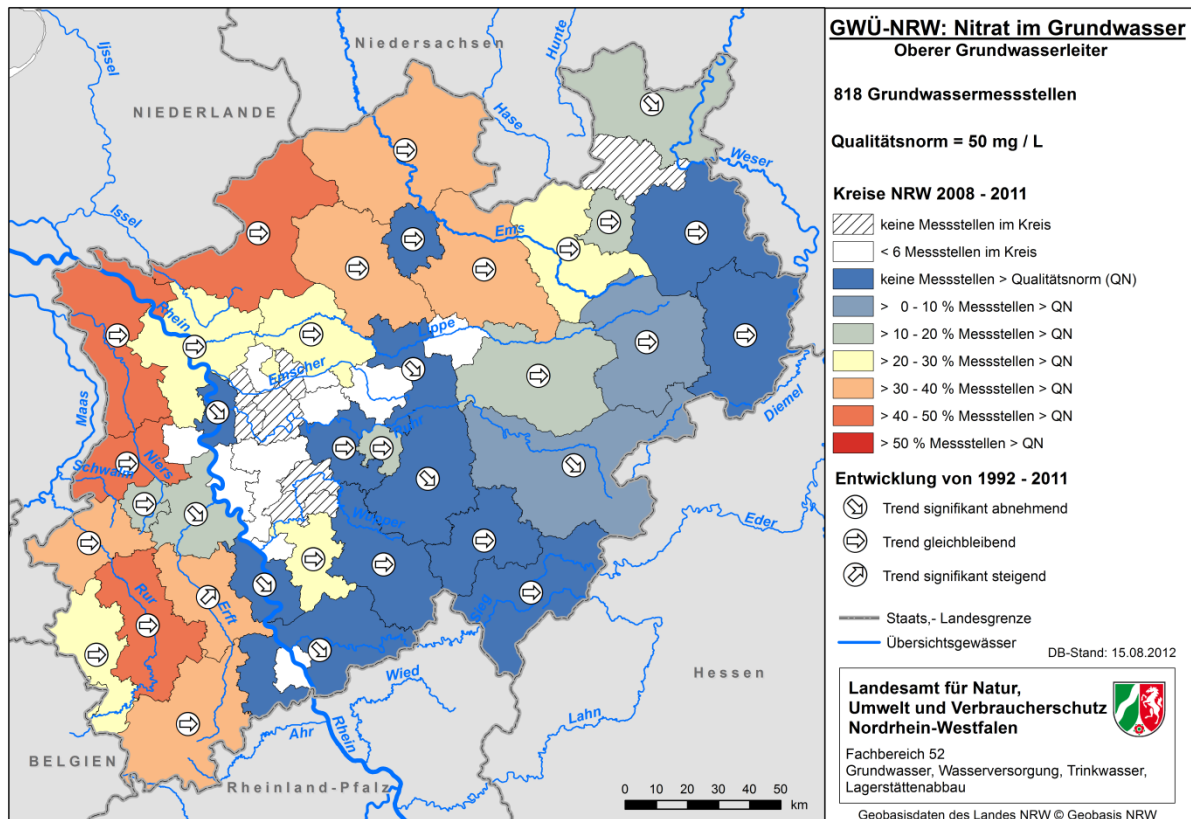 GWÜ-NRW: Nitrat im Grundwasser
Oberer Grundwasserleiter
818 Grundwassermessstellen
Qualitätsnorm = 50 mg / L
Kreise NRW 2008 - 2011
keine Messstellen im Kreis
< 6 Messstellen im Kreis
keine Messstellen > Qualitätsnorm (QN)
> 0 - 10 % Messstellen > QN
> 10 - 20 % Messstellen > QN
> 20 - 30 % Messstellen > QN
> 30 - 40 % Messstellen > QN
> 40 - 50 % Messstellen > QN
> 50 % Messstellen > QN
Entwicklung von 1992 - 2011
Trend signifikant abnehmend
Trend gleichbleibend
Trend signifikant steigend
Staats,- Landesgrenze
Übersichtsgewässer
DB-Stand: 15.08.2012
Landesamt für Natur,
Umwelt und Verbraucherschutz
Nordrhein-Westfalen
Fachbereich 52
Grundwasser, Wasserversorgung, Trinkwasser,
Lagerstättenabbau
Geobasisdaten des Landes NRW © Geobasis NRW
Ijssel
Niedersachsen
Hunte
NIEDERLANDE
Hase
Weser
Issel
Ems
Rhein
Lippe
Emscher
Maas
Diemel
Ruhr
Niers
Schwalm
Eder
Wupper
Rur
Erft
Sieg
Hessen
Wied
Lahn
Ahr
Rhein
BELGIEN
Rheinland-Pfalz
0 10 20 30 40 50
km